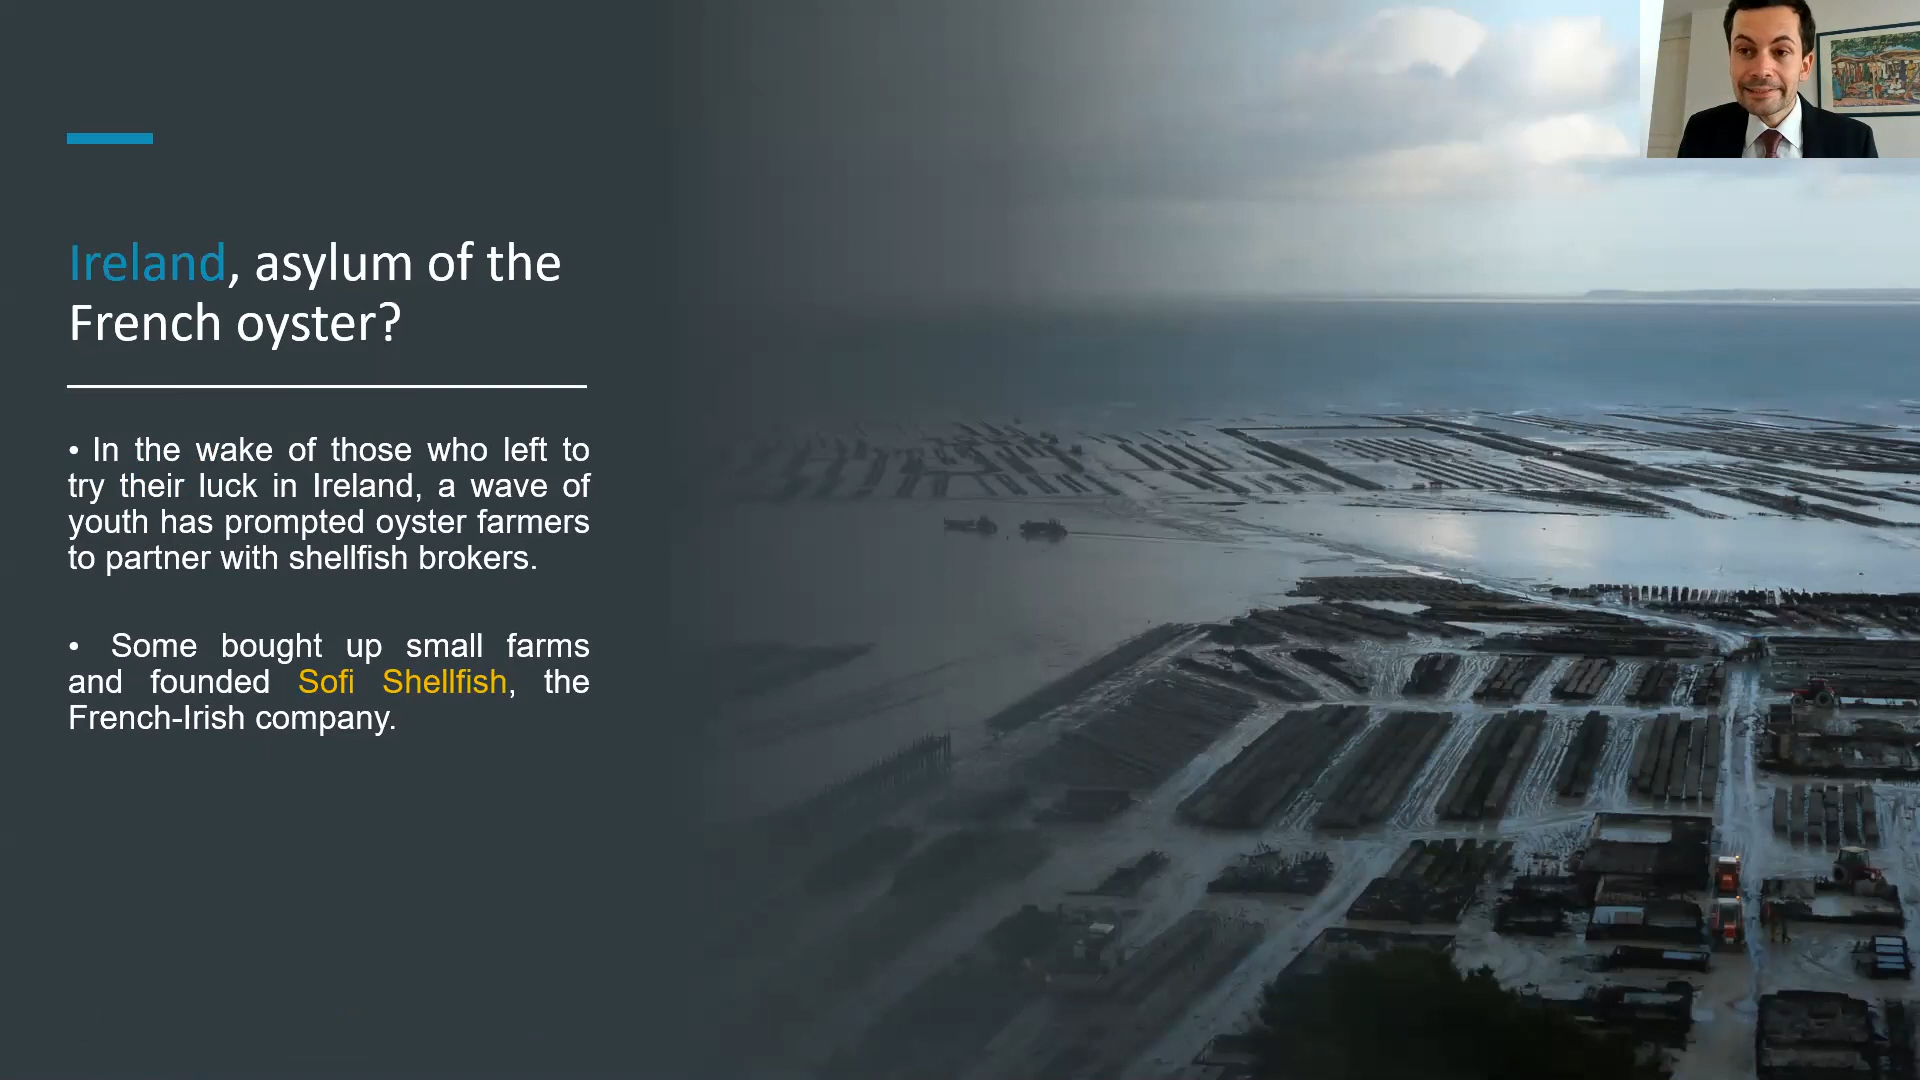 Ireland, asylum of the
French oyster?
• In the wake of those who left to
try their luck in Ireland, a wave of
youth has prompted oyster farmers
to partner with shellfish brokers.
• Some bought up small farms
and founded Sofi Shellfish, the
French-Irish company.